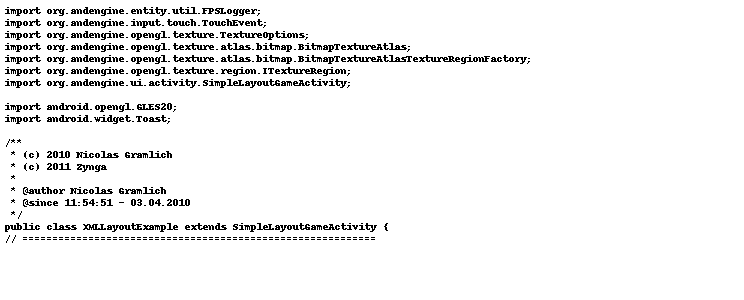 import org.andengine.entity.util.FPSLogger;
import org.andengine.input.touch.TouchEvent;
import org.andengine.opengl.texture.TextureOptions;
import org.andengine.opengl.texture.atlas.bitmap.BitmapTextureAtlas;
import org.andengine.opengl.texture.atlas.bitmap.BitmapTextureAtlasTextureRegionFactory;
import org.andengine.opengl.texture.region.ITextureRegion;
import org.andengine.ui.activity.SimpleLayoutGameActivity;

import android.opengl.GLES20;
import android.widget.Toast;

/**
 * (c) 2010 Nicolas Gramlich
 * (c) 2011 Zynga
 *
 * @author Nicolas Gramlich
 * @since 11:54:51 - 03.04.2010
 */
public class XMLLayoutExample extends SimpleLayoutGameActivity {
// ===========================================================